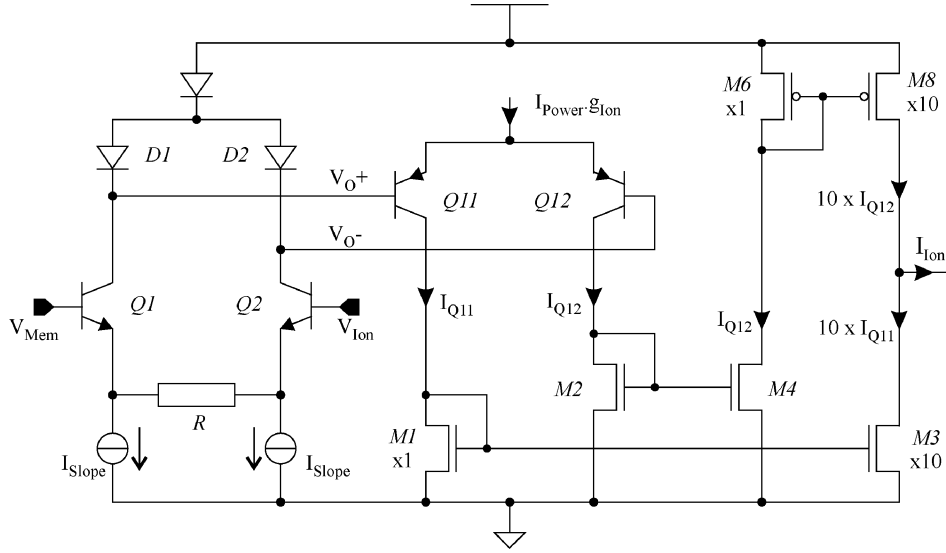 M6
x1
M8
x10
I_Power.g_Ion
D1
D2
V_O+
Q11
Q12
10 x I_Q12
V_O-
I_Ion
Q1
Q2
I_Q11
I_Q12
I_Q12
10 x I_Q11
V_Mem
V_Ion
M2
M4
R
M1
x1
M3
x10
I_Slope
I_Slope